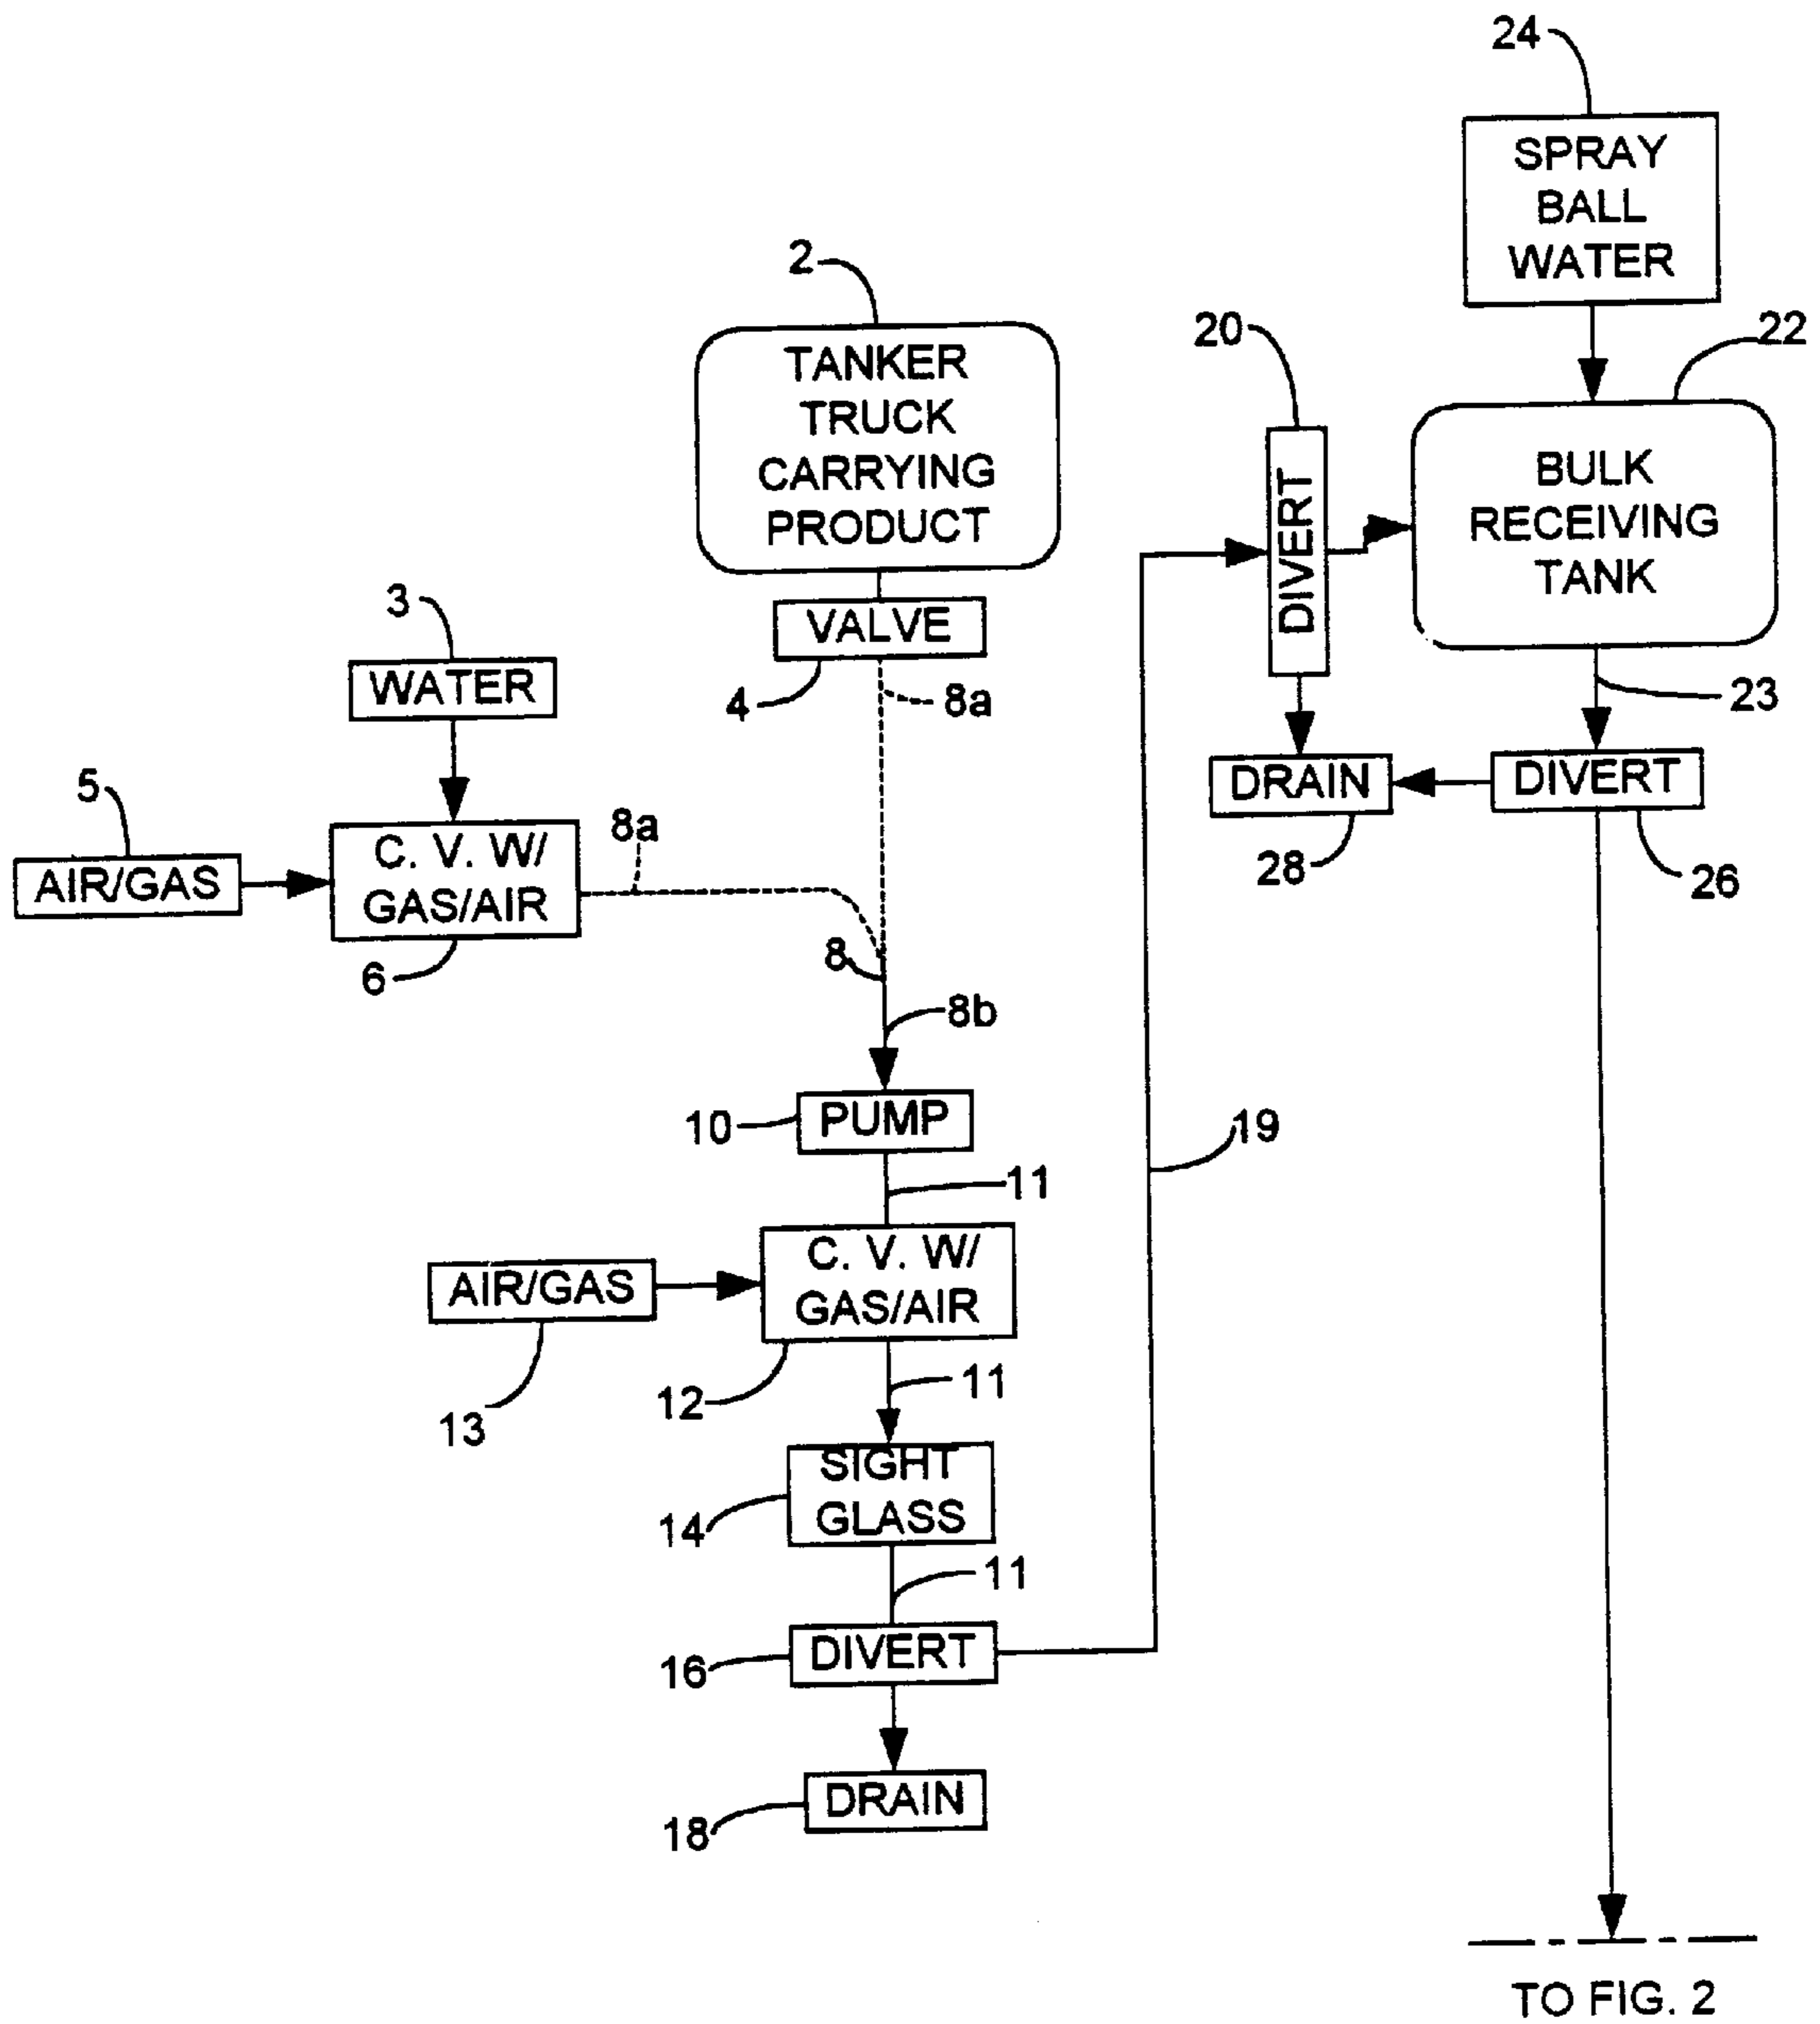 24
SPRAY
BALL
WATER
2
20
22
TANKER
TRUCK
CARRYING
PRODUCT
DIVERT
BULK
RECEIVING
TANK
3
VALVE
WATER
4
8a
23
5
DRAIN
DIVERT
8a
C. V. W/
GAS/AIR
AIR/GAS
28
26
6
8
8b
10
PUMP
19
11
C. V. W/
GAS/AIR
AIR/GAS
12
11
13
SIGHT
GLASS
14
11
DIVERT
16
DRAIN
18
TO FIG. 2